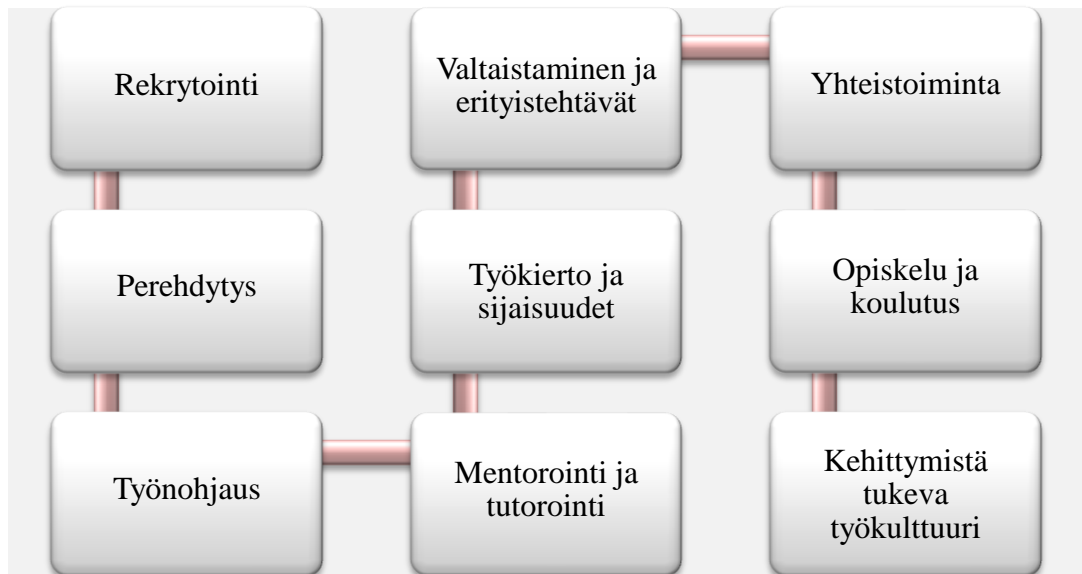 Rekrytointi
Perehdytys
Työnohjaus
Mentorointi ja
tutorointi
Työkierto ja
sijaisuudet
Valtaistaminen ja
erityistehtävät
Yhteistoiminta
Opiskelu ja
koulutus
Kehittymistä
tukeva
työkulttuuri